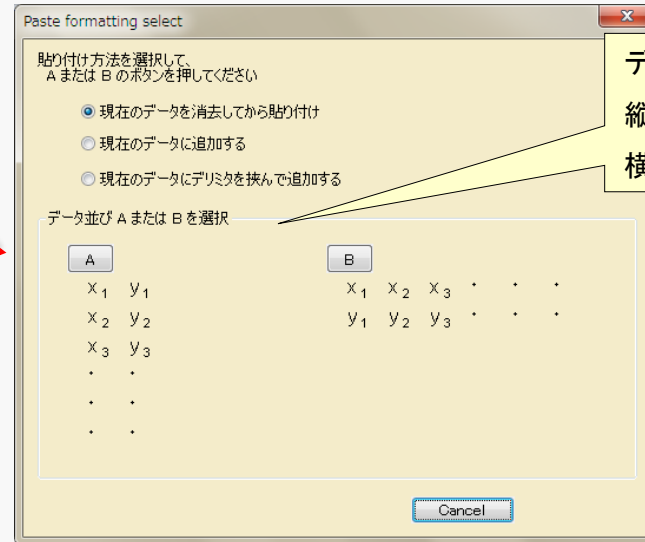 Paste formatting select
x
貼り付け方法を選択して、
A または B のボタンを押してください
現在のデータを消去してから貼り付け
現在のデータに追加する
現在のデータにデリミタを挟んで追加する
データ並び A または B を選択
A B
x1 y1 x1 x2 x3 ・ ・ ・
x2 y2 y1 y2 y3 ・ ・ ・
x3 y3
・ ・
・ ・
・ ・
Cancel
デ
縦
横